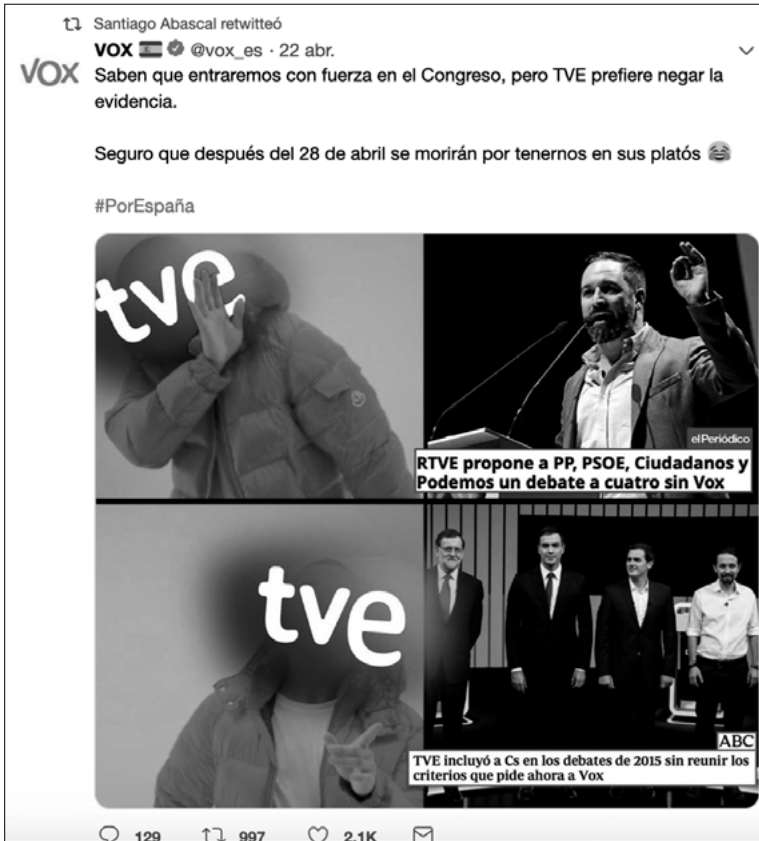 Santiago Abascal retwitteó
VOX @vox_es · 22 abr.
VOX
Saben que entraremos con fuerza en el Congreso, pero TVE prefiere negar la
evidencia.
Seguro que después del 28 de abril se morirán por tenernos en sus platós
#PorEspaña
tve
elPeriódico
RTVE propone a PP, PSOE, Ciudadanos y
Podemos un debate a cuatro sin Vox
tve
ABC
TVE incluyó a Cs en los debates de 2015 sin reunir los
criterios que pide ahora a Vox
129 997 2.1K